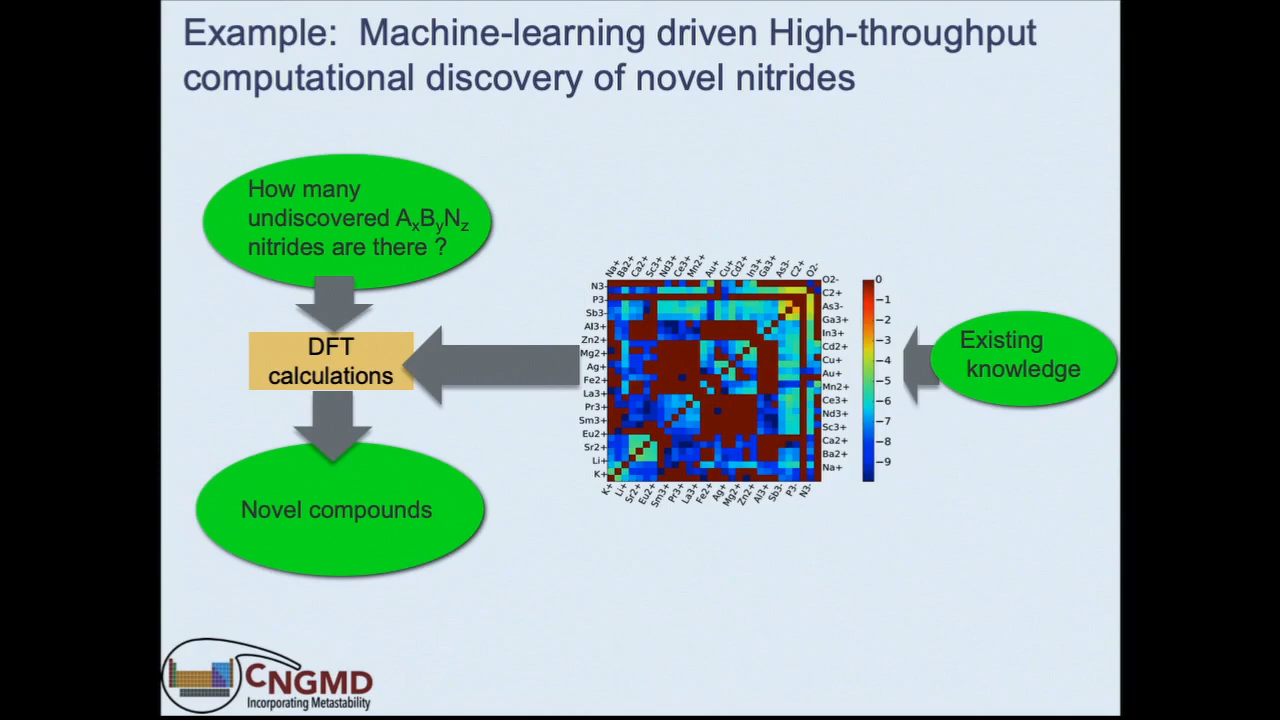 Example: Machine-learning driven High-throughput
computational discovery of novel nitrides
How many
undiscovered AxByNz
nitrides are there ?
DFT
calculations
Novel compounds
Na+
Ba2+
Ca2+
Sc3+
Nd3+
Ce3+
Mn2+
Au+
Cu+
Cd2+
In3+
Ga3+
As3-
C2+
O2-
N3-
P3-
Sb3-
Al3+
Zn2+
Mg2+
Ag+
Fe2+
La3+
Pr3+
Sm3+
Eu2+
Sr2+
Li+
K+
O2-
C2+
As3-
Ga3+
In3+
Cd2+
Cu+
Au+
Mn2+
Ce3+
Nd3+
Sc3+
Ca2+
Ba2+
Na+
K+
Li+
Sr2+
Eu2+
Sm3+
Pr3+
La3+
Fe2+
Ag+
Mg2+
Zn2+
Al3+
Sb3-
P3-
N3-
0
−1
−2
−3
−4
−5
−6
−7
−8
−9
Existing
knowledge
CNGMD
Incorporating Metastability